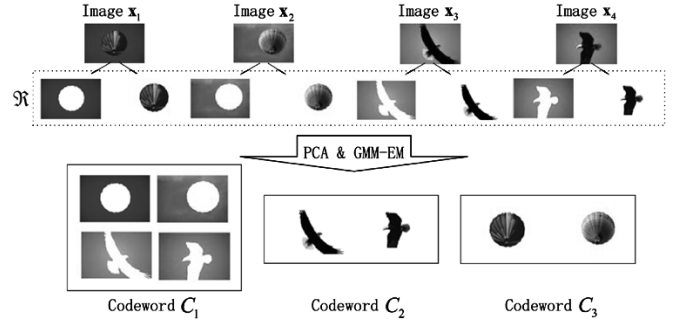 Image x₁ Image x₂ Image x₃ Image x₄
ℜ
PCA & GMM-EM
Codeword C₁ Codeword C₂ Codeword C₃